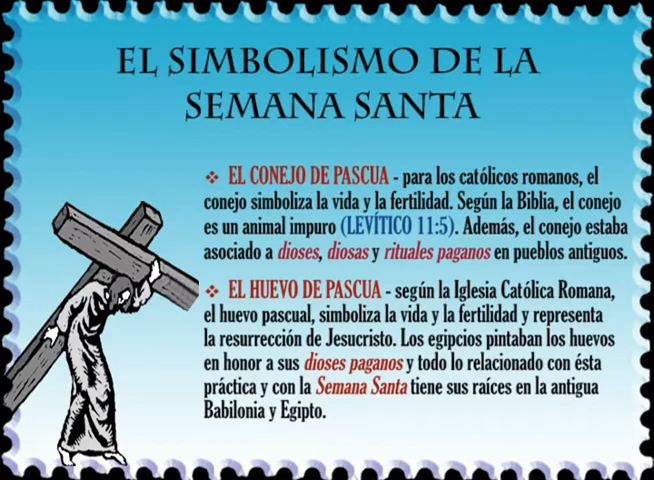 EL SIMBOLISMO DE LA
SEMANA SANTA
❖ EL CONEJO DE PASCUA - para los católicos romanos, el
conejo simboliza la vida y la fertilidad. Según la Biblia, el conejo
es un animal impuro (LEVÍTICO 11:5). Además, el conejo estaba
asociado a dioses, diosas y rituales paganos en pueblos antiguos.
❖ EL HUEVO DE PASCUA - según la Iglesia Católica Romana,
el huevo pascual, simboliza la vida y la fertilidad y representa
la resurrección de Jesucristo. Los egipcios pintaban los huevos
en honor a sus dioses paganos y todo lo relacionado con ésta
práctica y con la Semana Santa tiene sus raíces en la antigua
Babilonia y Egipto.